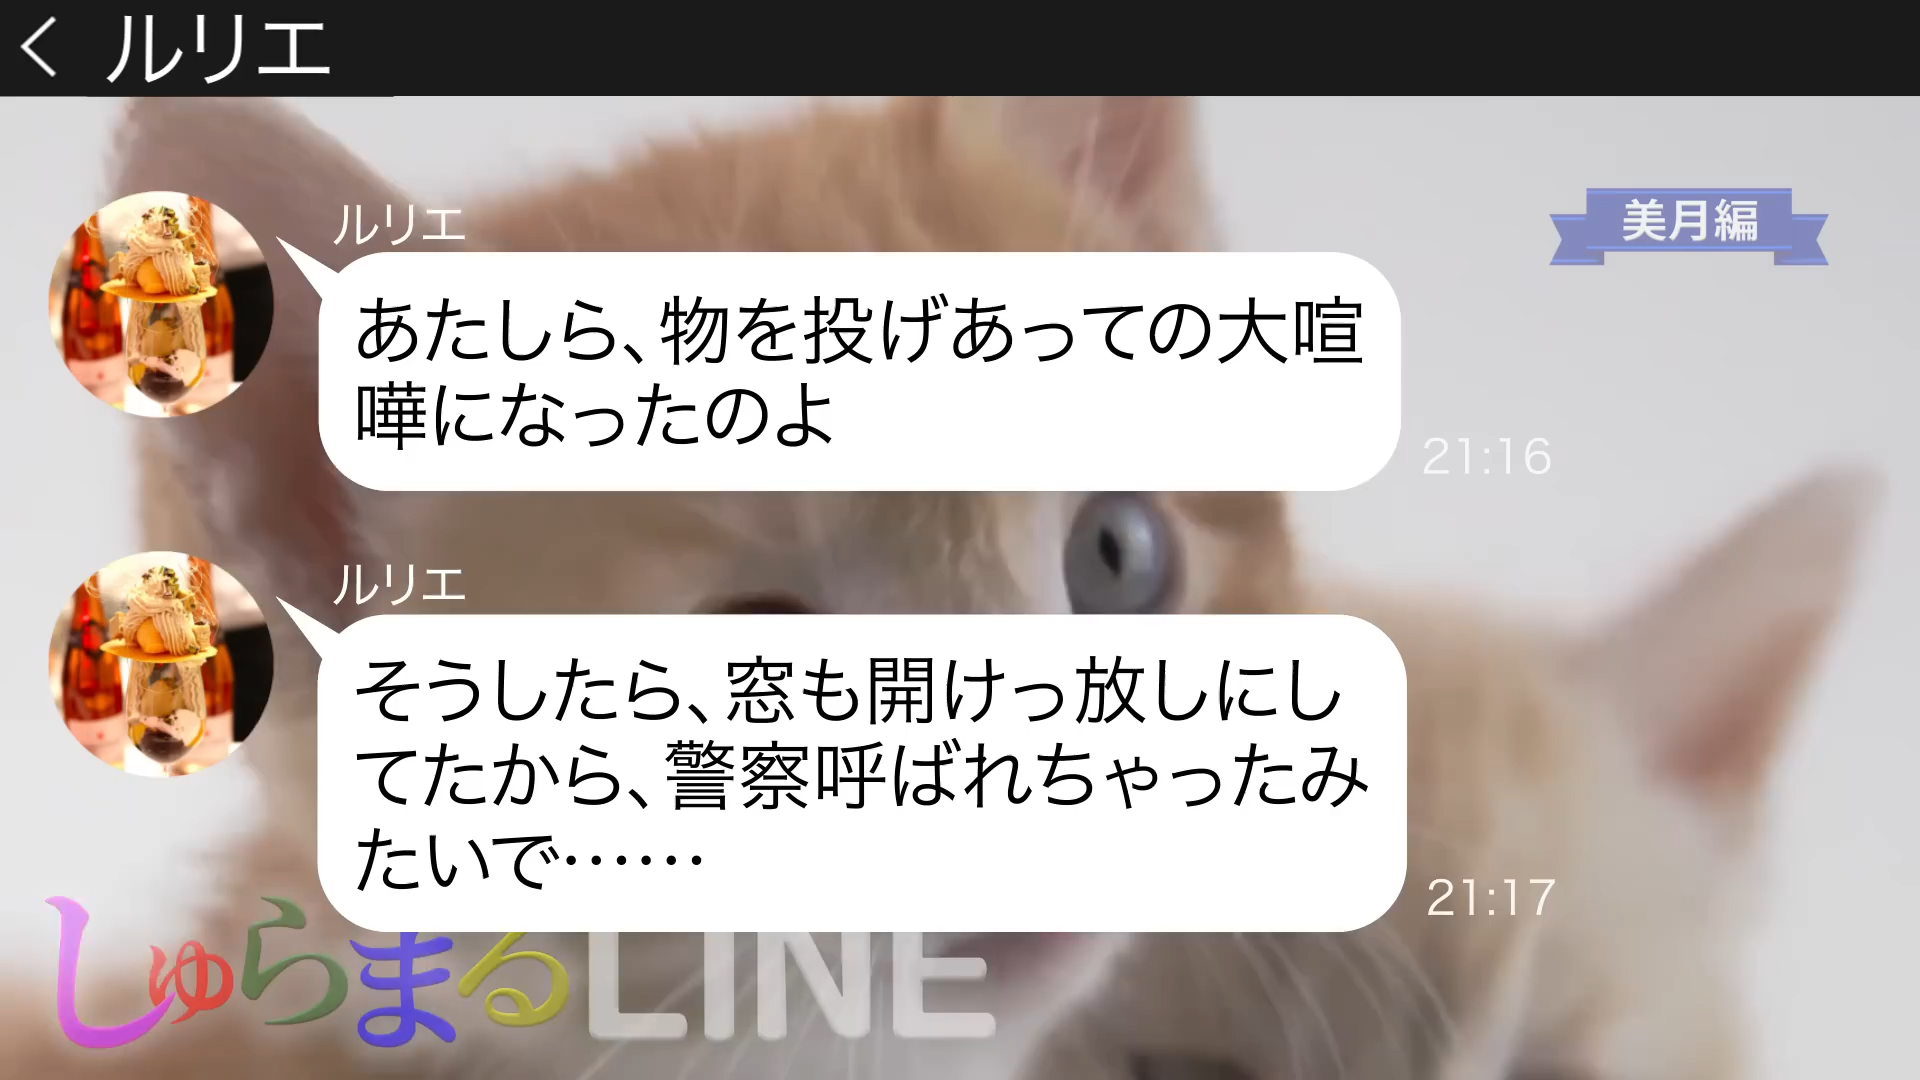 ルリエ
美月編
ルリエ
あたしら、物を投げあっての大喧
嘩になったのよ
21:16
ルリエ
そうしたら、窓も開けっ放しにし
てたから、警察呼ばれちゃったみ
たいで……
21:17
しゅらまるLINE